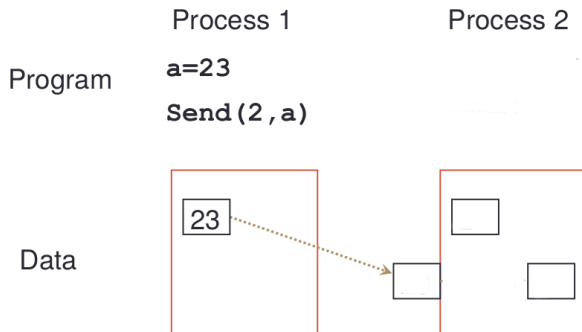 Process 1
Process 2
Program
a=23
Send(2,a)
23
Data